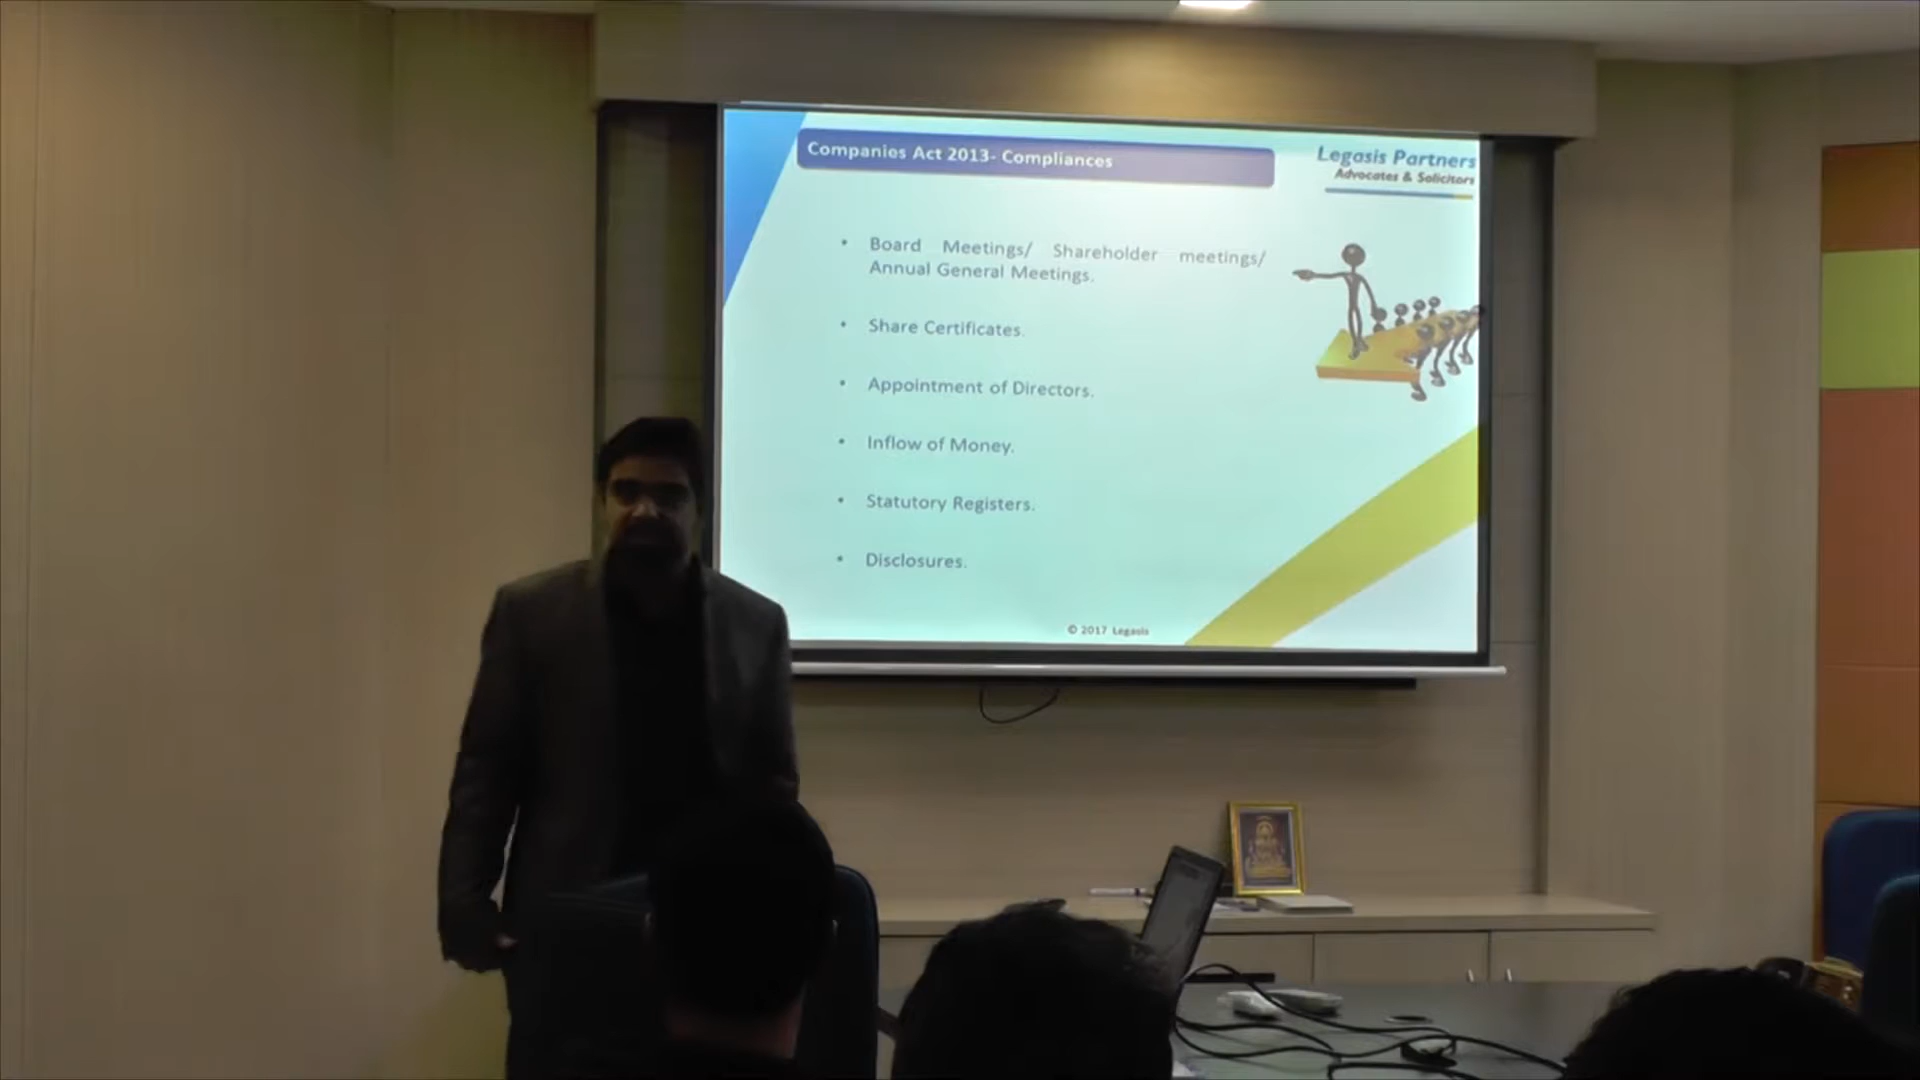 Companies Act 2013- Compliances
Legasis Partners
Advocates & Solicitors
• Board Meetings/ Shareholder meetings/
Annual General Meetings.
• Share Certificates.
• Appointment of Directors.
• Inflow of Money.
• Statutory Registers.
• Disclosures.
© 2017 Legasis